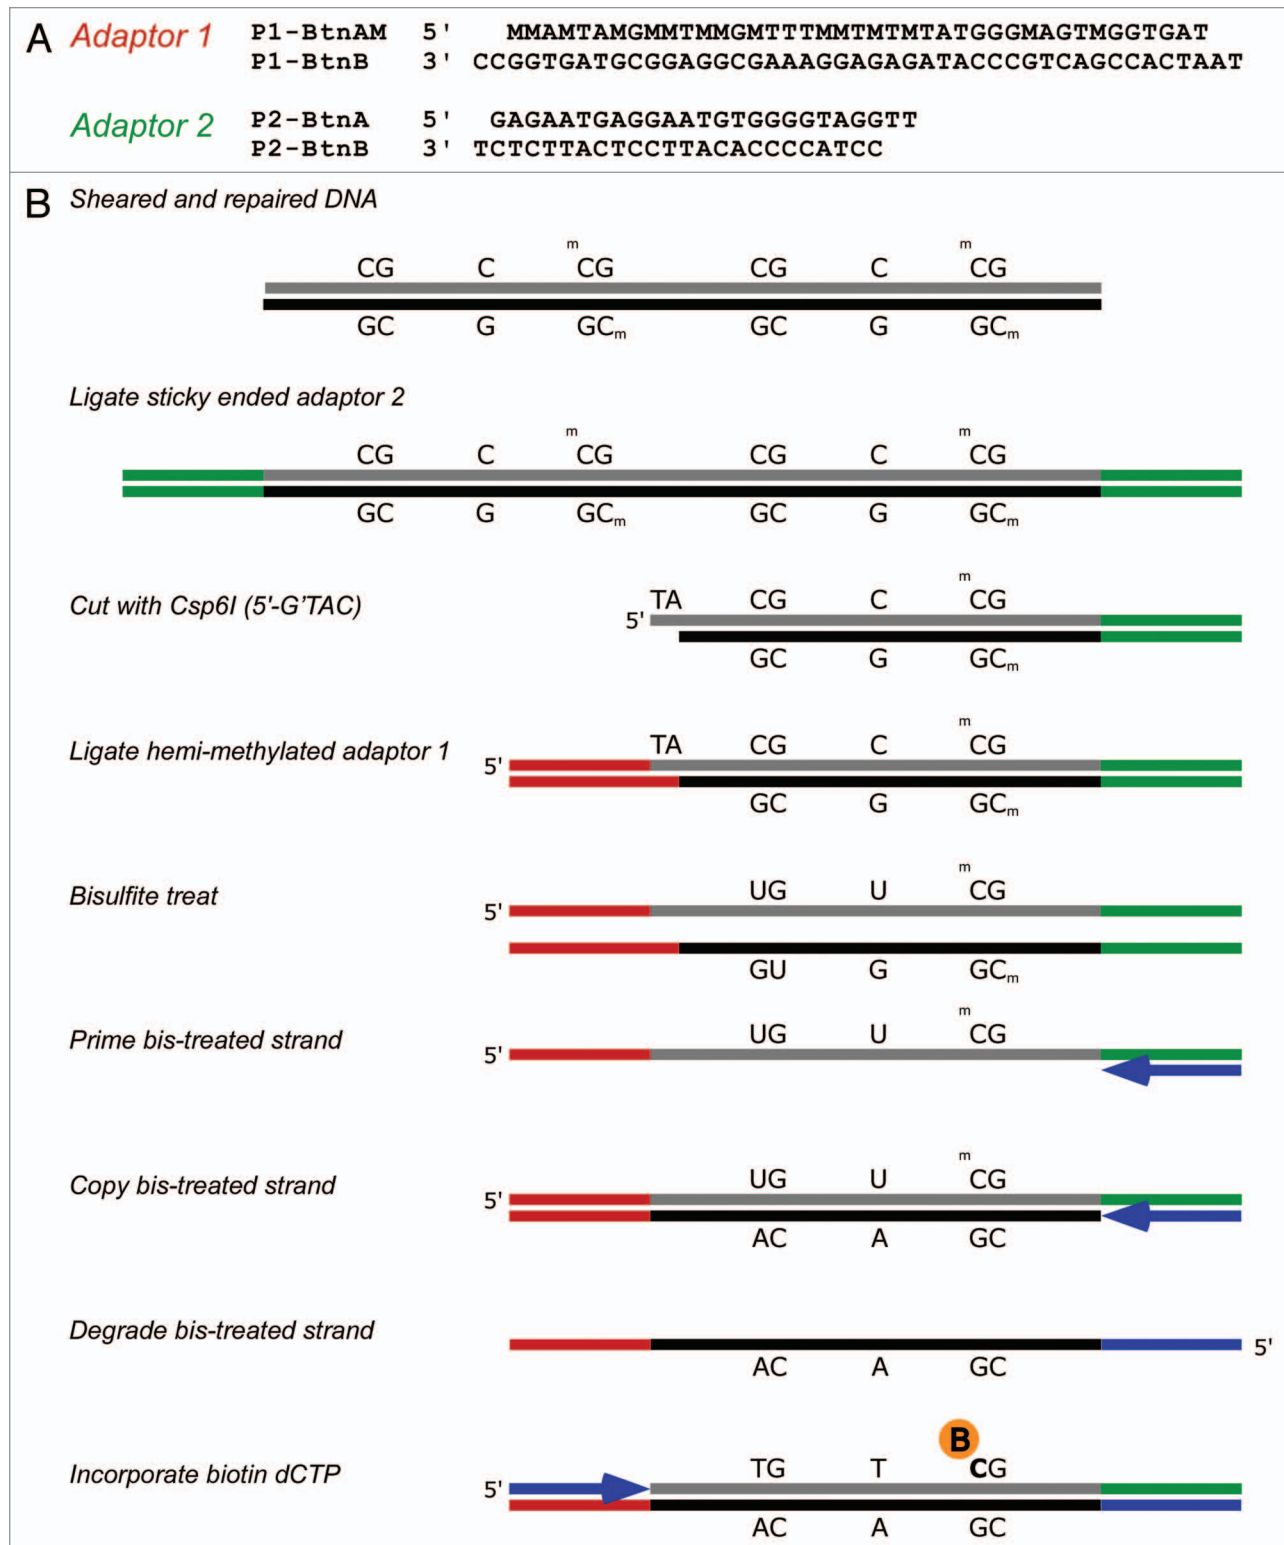 A Adaptor 1 P1-BtnAM 5' MMAMTAMGMMTMMGMTTTMMTMTMTATGGGMAGTMGGTGAT
P1-BtnB 3' CCGGTGATGCGGAGGCGAAAGGAGAGATACCCGTCAGCCACTAAT
Adaptor 2 P2-BtnA 5' GAGAATGAGGAATGTGGGGTAGGTT
P2-BtnB 3' TCTCTTACTCCTTACACCCCATCC
B Sheared and repaired DNA
m m
CG C CG CG C CG
GC G GCm GC G GCm
Ligate sticky ended adaptor 2
m m
CG C CG CG C CG
GC G GCm GC G GCm
m
Cut with Csp6I (5'-G'TAC) TA CG C CG
5'
GC G GCm
m
Ligate hemi-methylated adaptor 1 TA CG C CG
5'
GC G GCm
m
Bisulfite treat UG U CG
5'
GU G GCm
m
Prime bis-treated strand UG U CG
5'
m
Copy bis-treated strand UG U CG
5'
AC A GC
Degrade bis-treated strand
5'
AC A GC
B
Incorporate biotin dCTP TG T CG
5'
AC A GC